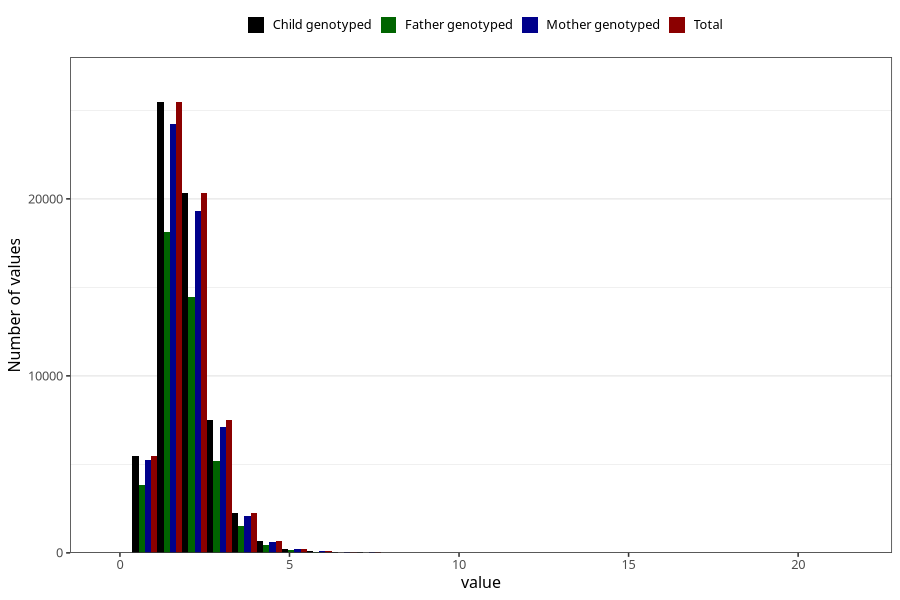 Child genotyped Father genotyped Mother genotyped Total
Number of values
20000
10000
0
0 5 10 15 20
value